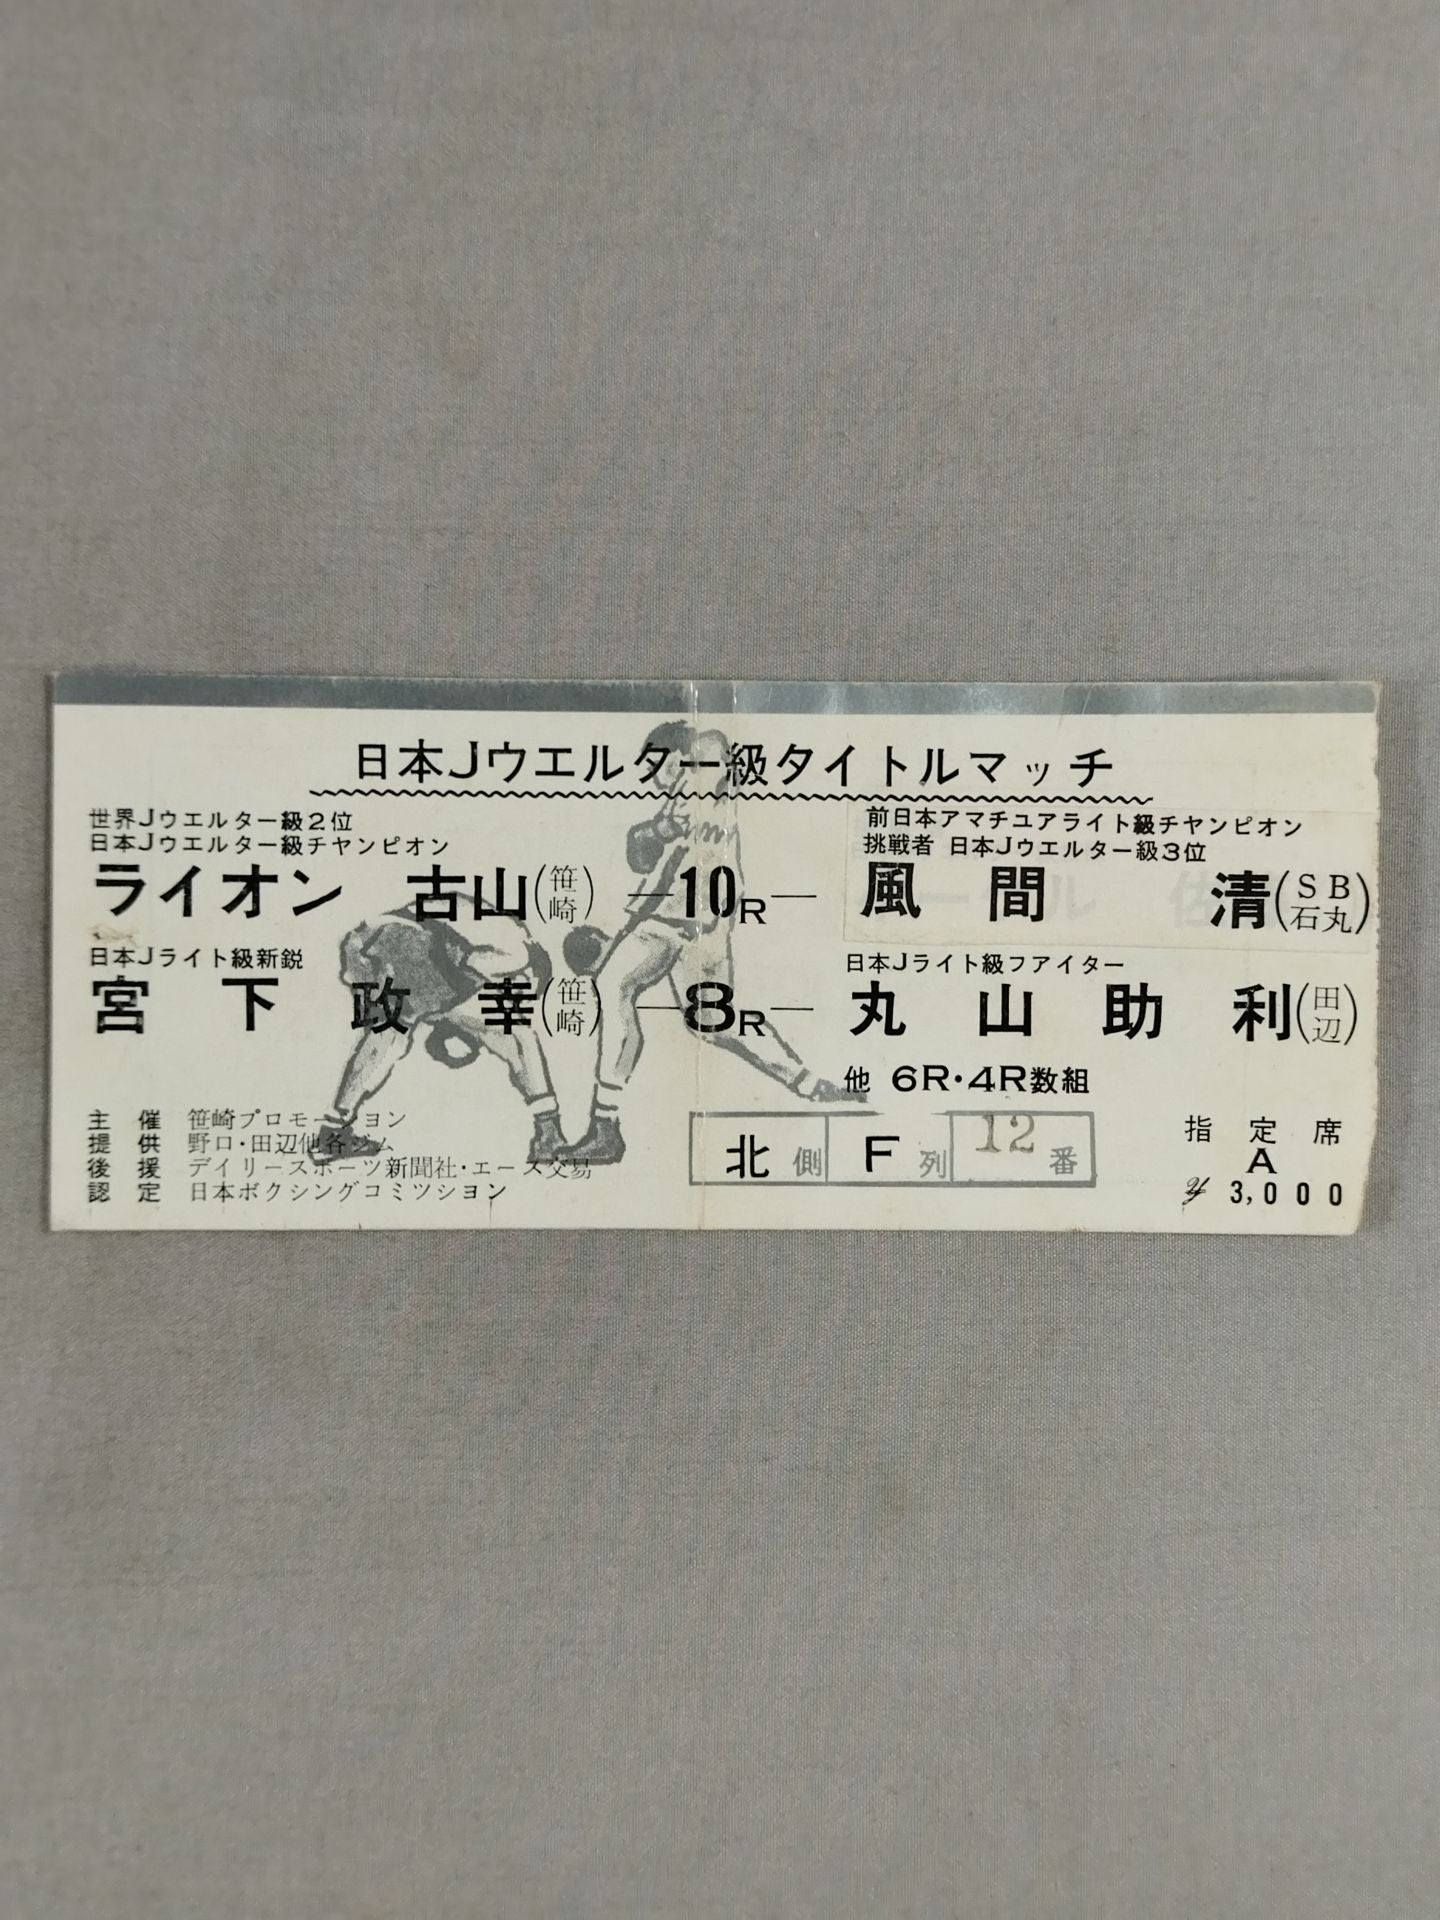 日本Jウエルター級タイトルマッチ
世界Jウエルター級2位
日本Jウエルター級チヤンピオン
ライオン 古山(笹崎) ―10R― 風間 清(SB石丸)
前日本アマチユアライト級チヤンピオン
挑戦者 日本Jウエルター級3位
日本Jライト級新鋭
宮下政幸(笹崎) ―8R― 丸山助利(田辺)
日本Jライト級フアイター
他 6R・4R数組
主催 笹崎プロモーション
提供 野口・田辺他各ジム
後援 デイリースポーツ新聞社・エース交易
認定 日本ボクシングコミツシヨン
北側 F列 12番
指定席
A
¥3,000